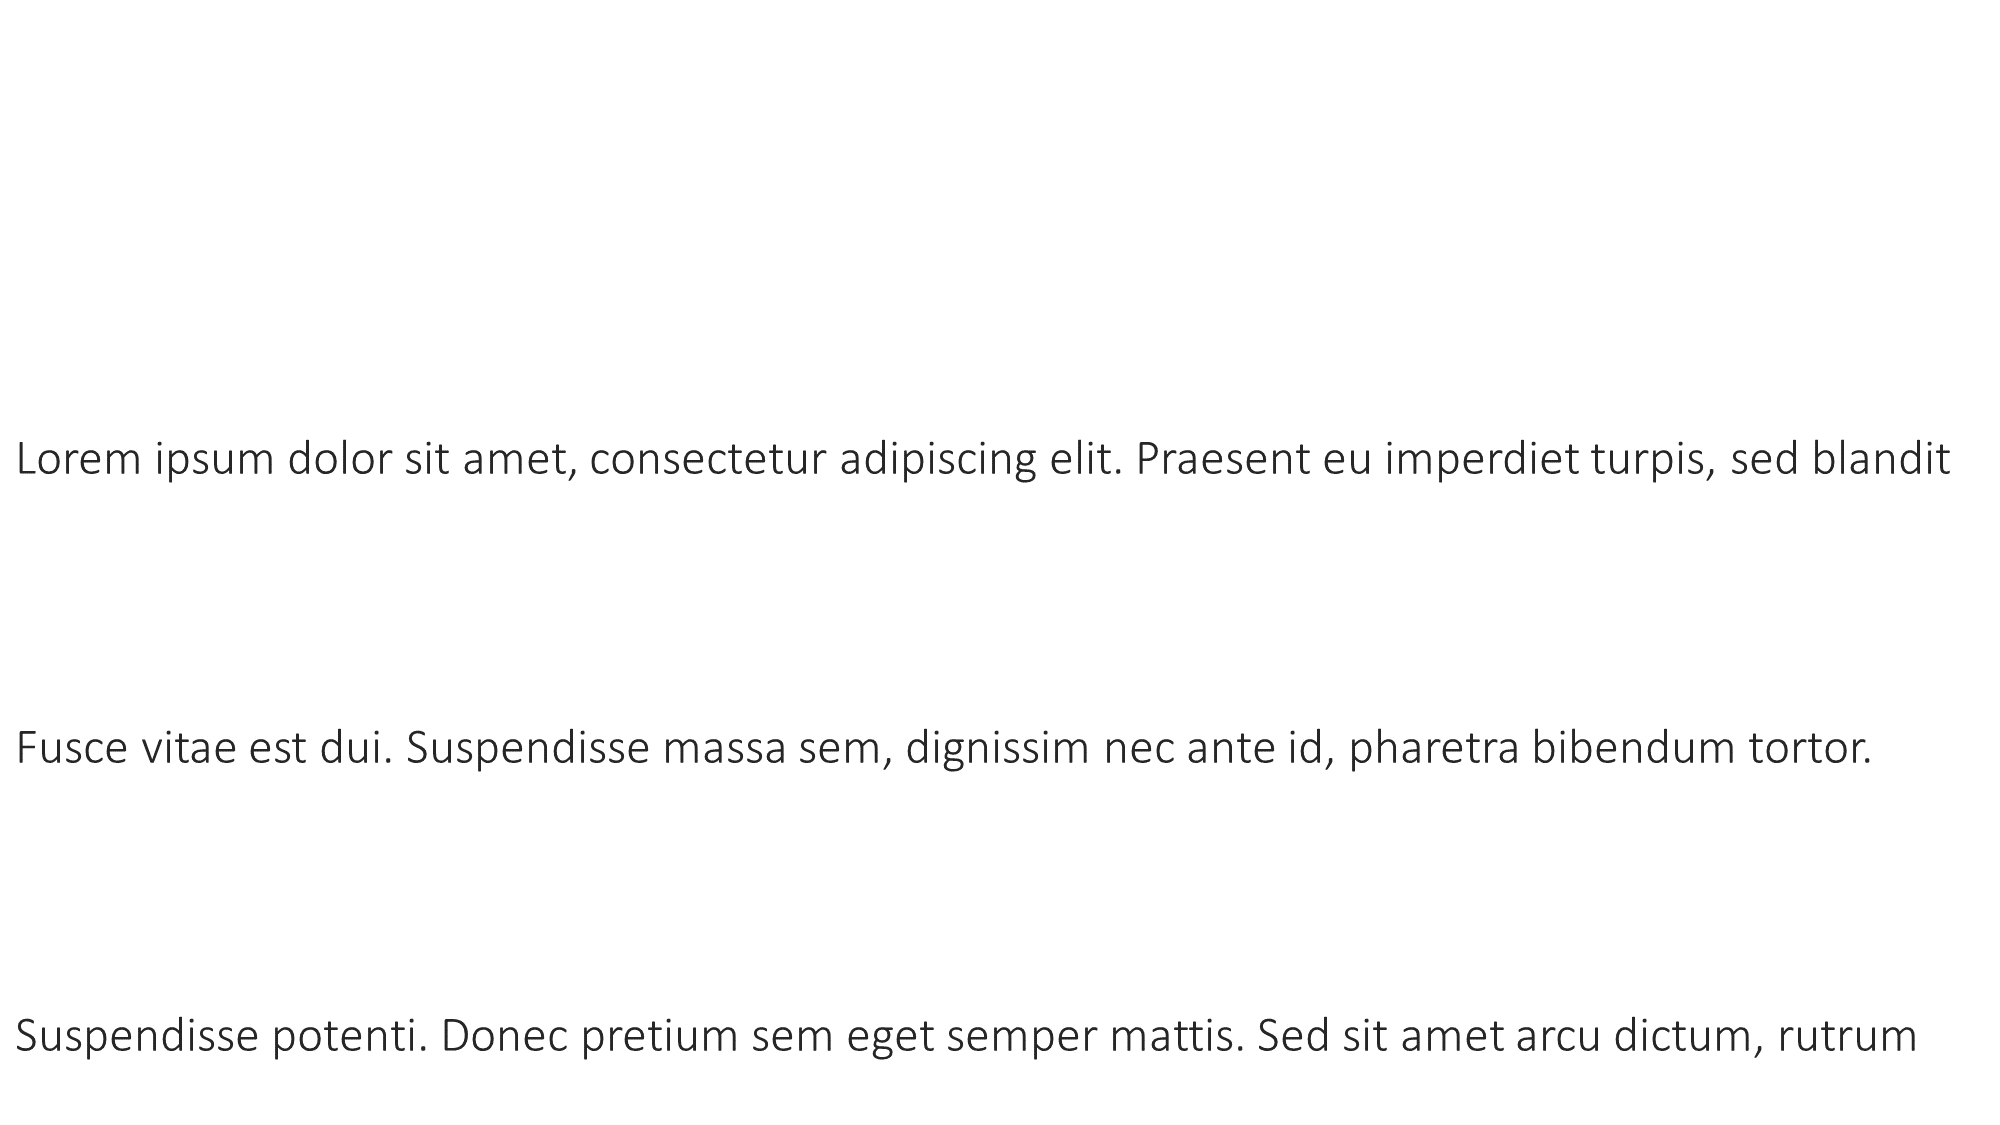 Lorem ipsum dolor sit amet, consectetur adipiscing elit. Praesent eu imperdiet turpis, sed blandit
Fusce vitae est dui. Suspendisse massa sem, dignissim nec ante id, pharetra bibendum tortor.
Suspendisse potenti. Donec pretium sem eget semper mattis. Sed sit amet arcu dictum, rutrum